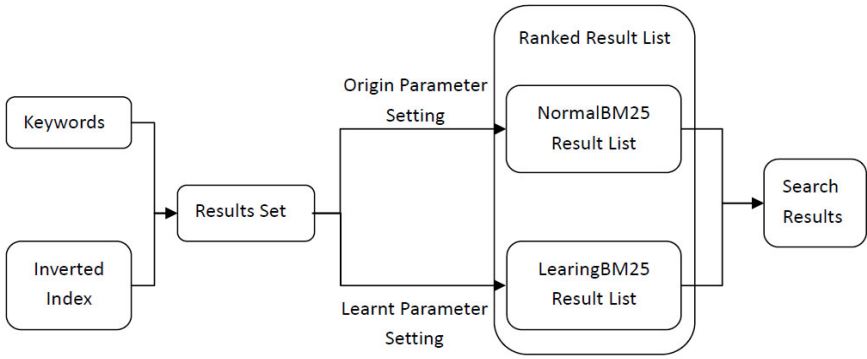 Keywords
Inverted
Index
Results Set
Origin Parameter
Setting
Learnt Parameter
Setting
Ranked Result List
NormalBM25
Result List
LearingBM25
Result List
Search
Results